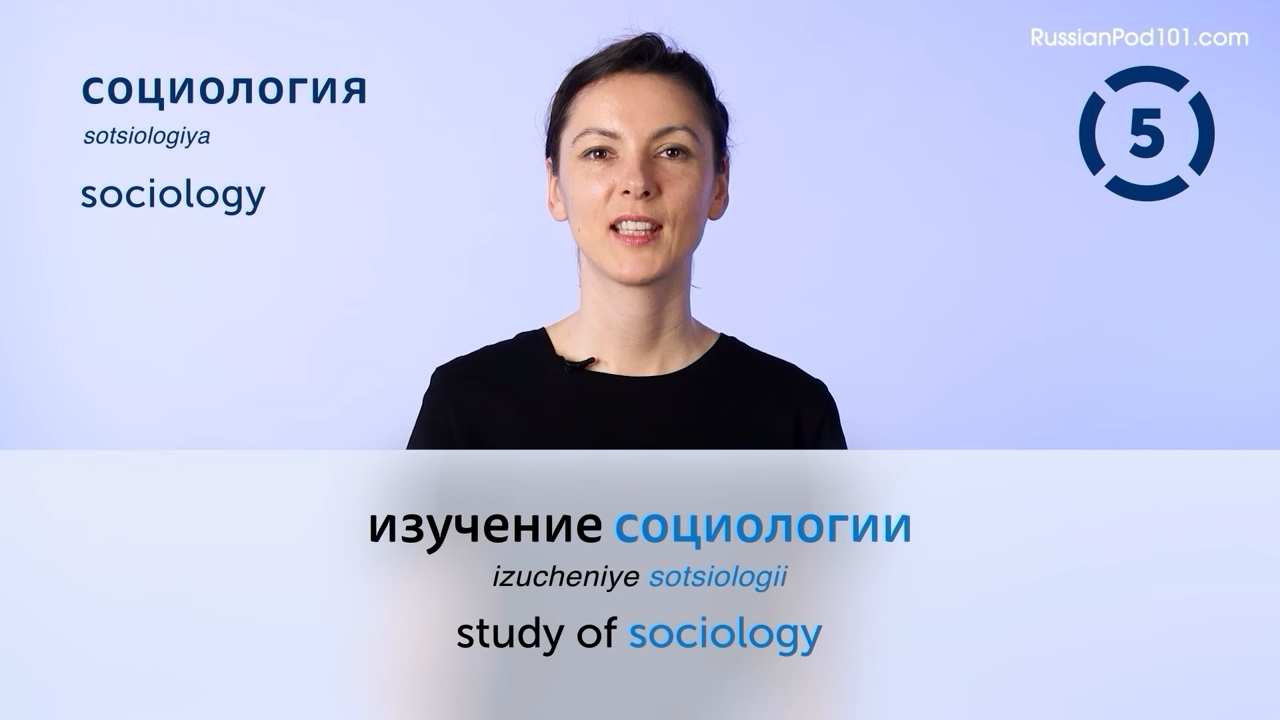 RussianPod101.com
социология
sotsiologiya
sociology
5
изучение социологии
izucheniye sotsiologii
study of sociology